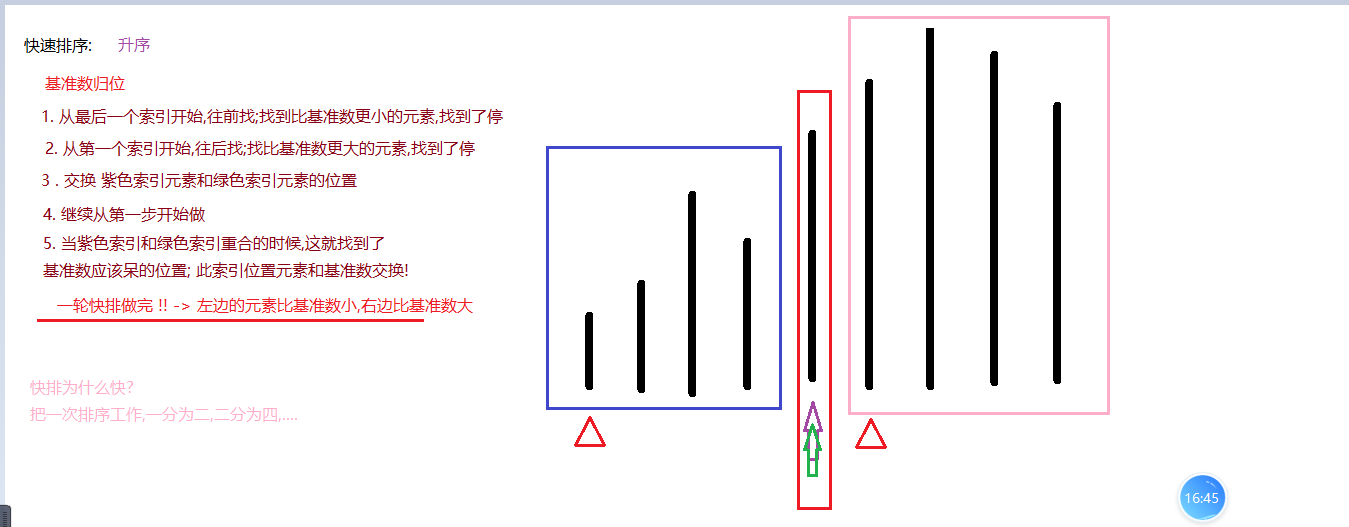 快速排序: 升序
基准数归位
1. 从最后一个索引开始,往前找;找到比基准数更小的元素,找到了停
2. 从第一个索引开始,往后找;找比基准数更大的元素,找到了停
3 . 交换 紫色索引元素和绿色索引元素的位置
4. 继续从第一步开始做
5. 当紫色索引和绿色索引重合的时候,这就找到了
基准数应该呆的位置; 此索引位置元素和基准数交换!
一轮快排做完 !! -> 左边的元素比基准数小,右边比基准数大
快排为什么快?
把一次排序工作,一分为二,二分为四,....
16:45